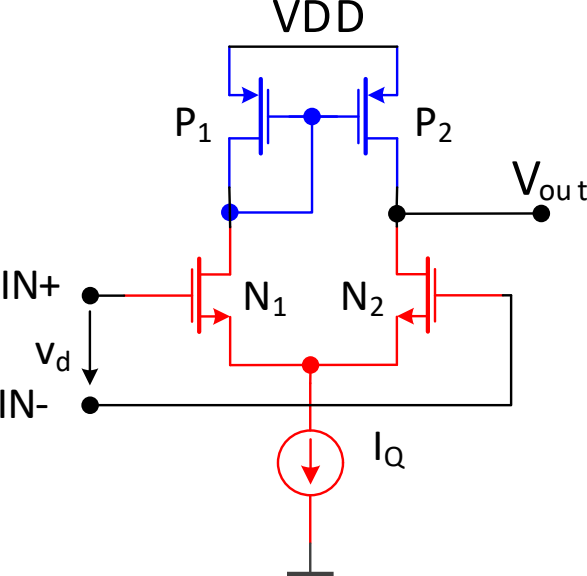 VDD
P1 P2
Vout
IN+ N1 N2
vd
IN-
IQ